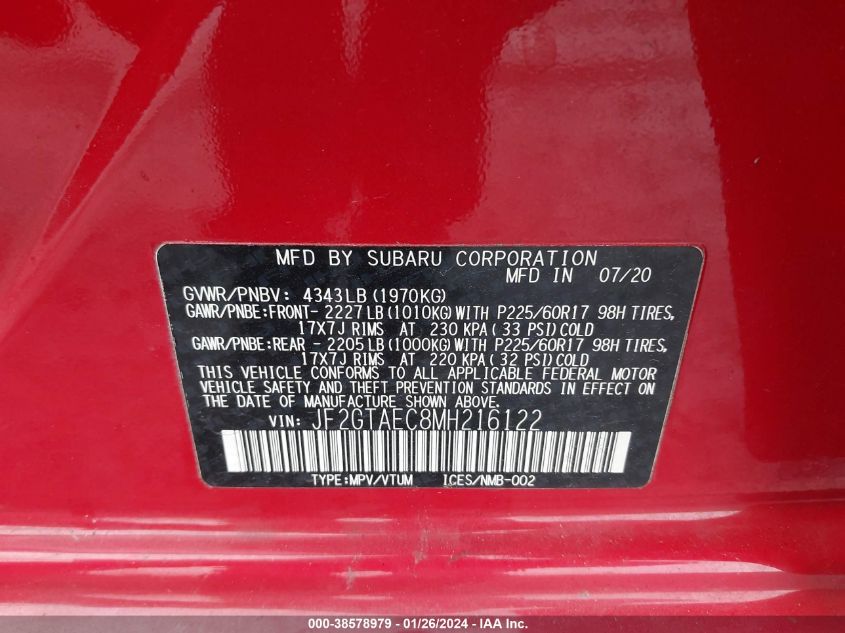 MFD BY SUBARU CORPORATION
MFD IN 07/20
GVWR/PNBV: 4343LB (1970KG)
GAWR/PNBE:FRONT- 2227LB (1010KG) WITH P225/60R17 98H TIRES,
17X7J RIMS AT 230 KPA (33 PSI) COLD
GAWR/PNBE:REAR - 2205LB (1000KG) WITH P225/60R17 98H TIRES,
17X7J RIMS AT 220 KPA (32 PSI) COLD
THIS VEHICLE CONFORMS TO ALL APPLICABLE FEDERAL MOTOR
VEHICLE SAFETY AND THEFT PREVENTION STANDARDS IN EFFECT ON
THE DATE OF MANUFACTURE SHOWN ABOVE.
VIN: JF2GTAEC8MH216122
TYPE:MPV/VTUM ICES/NMB-002
000-38578979 - 01/26/2024 - IAA Inc.